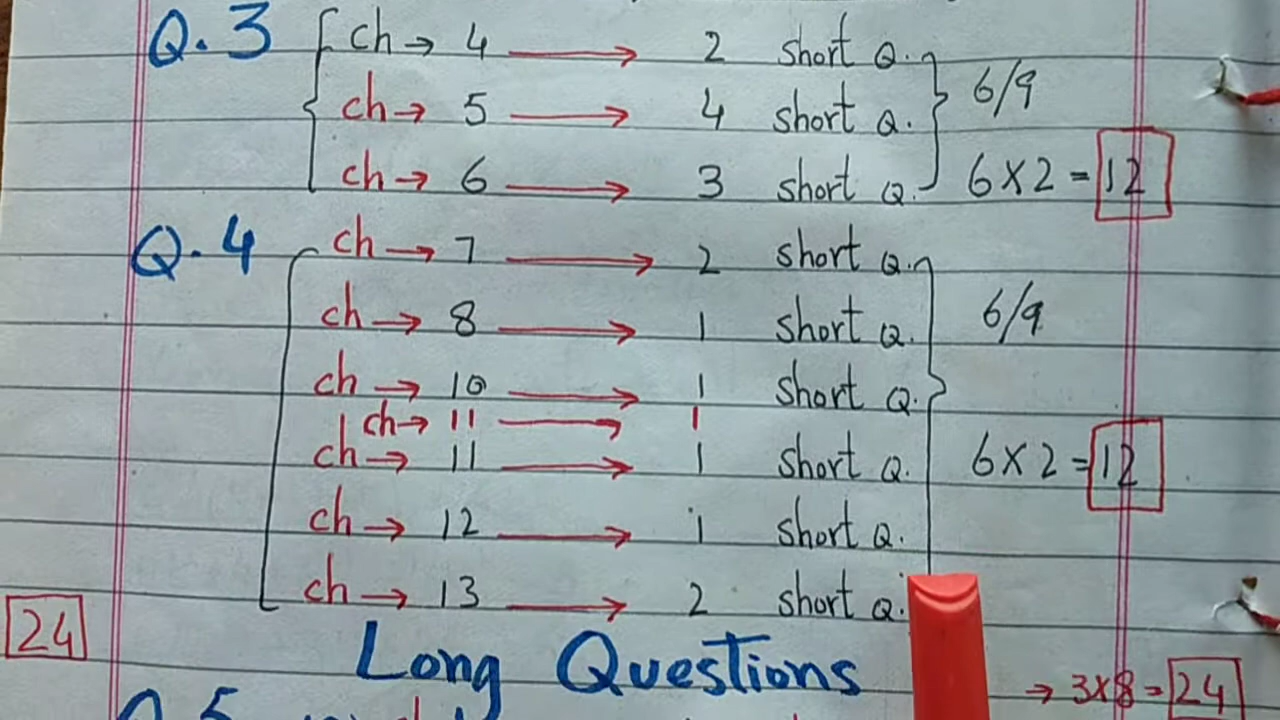 Q.3 ch → 4 → 2 short Q.
ch → 5 → 4 short Q. 6/9
ch → 6 → 3 short Q. 6×2 = 12
Q.4 ch → 7 → 2 short Q.
ch → 8 → 1 short Q. 6/9
ch → 10 → 1 short Q.
ch → 11 → 1
ch → 11 → 1 short Q. 6×2 = 12
ch → 12 → 1 short Q.
ch → 13 → 2 short Q.
24
Long Questions → 3×8 = 24
Q.5